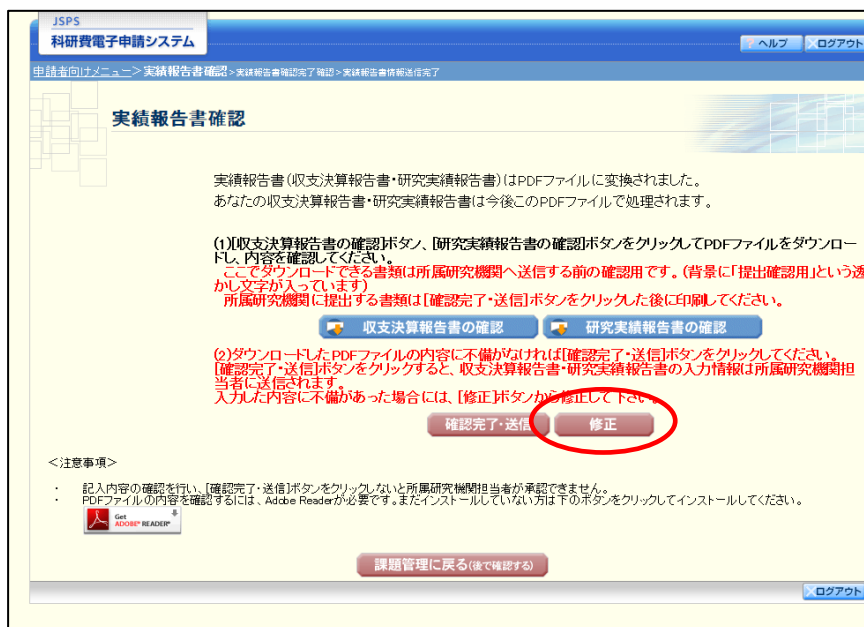 JSPS
科研費電子申請システム
ヘルプ
ログアウト
申請者向けメニュー>実績報告書確認>実績報告書確認完了確認>実績報告書情報送信完了
実績報告書確認
実績報告書(収支決算報告書・研究実績報告書)はPDFファイルに変換されました。
あなたの収支決算報告書・研究実績報告書は今後このPDFファイルで処理されます。
(1)[収支決算報告書の確認]ボタン、[研究実績報告書の確認]ボタンをクリックしてPDFファイルをダウンロー
ドし、内容を確認してください。
ここでダウンロードできる書類は所属研究機関へ送信する前の確認用です。(背景に「提出確認用」という透
かし文字が入っています)
所属研究機関に提出する書類は[確認完了・送信]ボタンをクリックした後に印刷してください。
収支決算報告書の確認
研究実績報告書の確認
(2)ダウンロードしたPDFファイルの内容に不備がなければ[確認完了・送信]ボタンをクリックしてください。
[確認完了・送信]ボタンをクリックすると、収支決算報告書・研究実績報告書の入力情報は所属研究機関担
当者に送信されます。
入力した内容に不備があった場合には、[修正]ボタンから修正して下さい。
確認完了・送信
修正
<注意事項>
・ 記入内容の確認を行い、[確認完了・送信]ボタンをクリックしないと所属研究機関担当者が承認できません。
・ PDFファイルの内容を確認するには、Adobe Readerが必要です。まだインストールしていない方は下のボタンをクリックしてインストールしてください。
Get
ADOBE® READER®
課題管理に戻る(後で確認する)
ログアウト